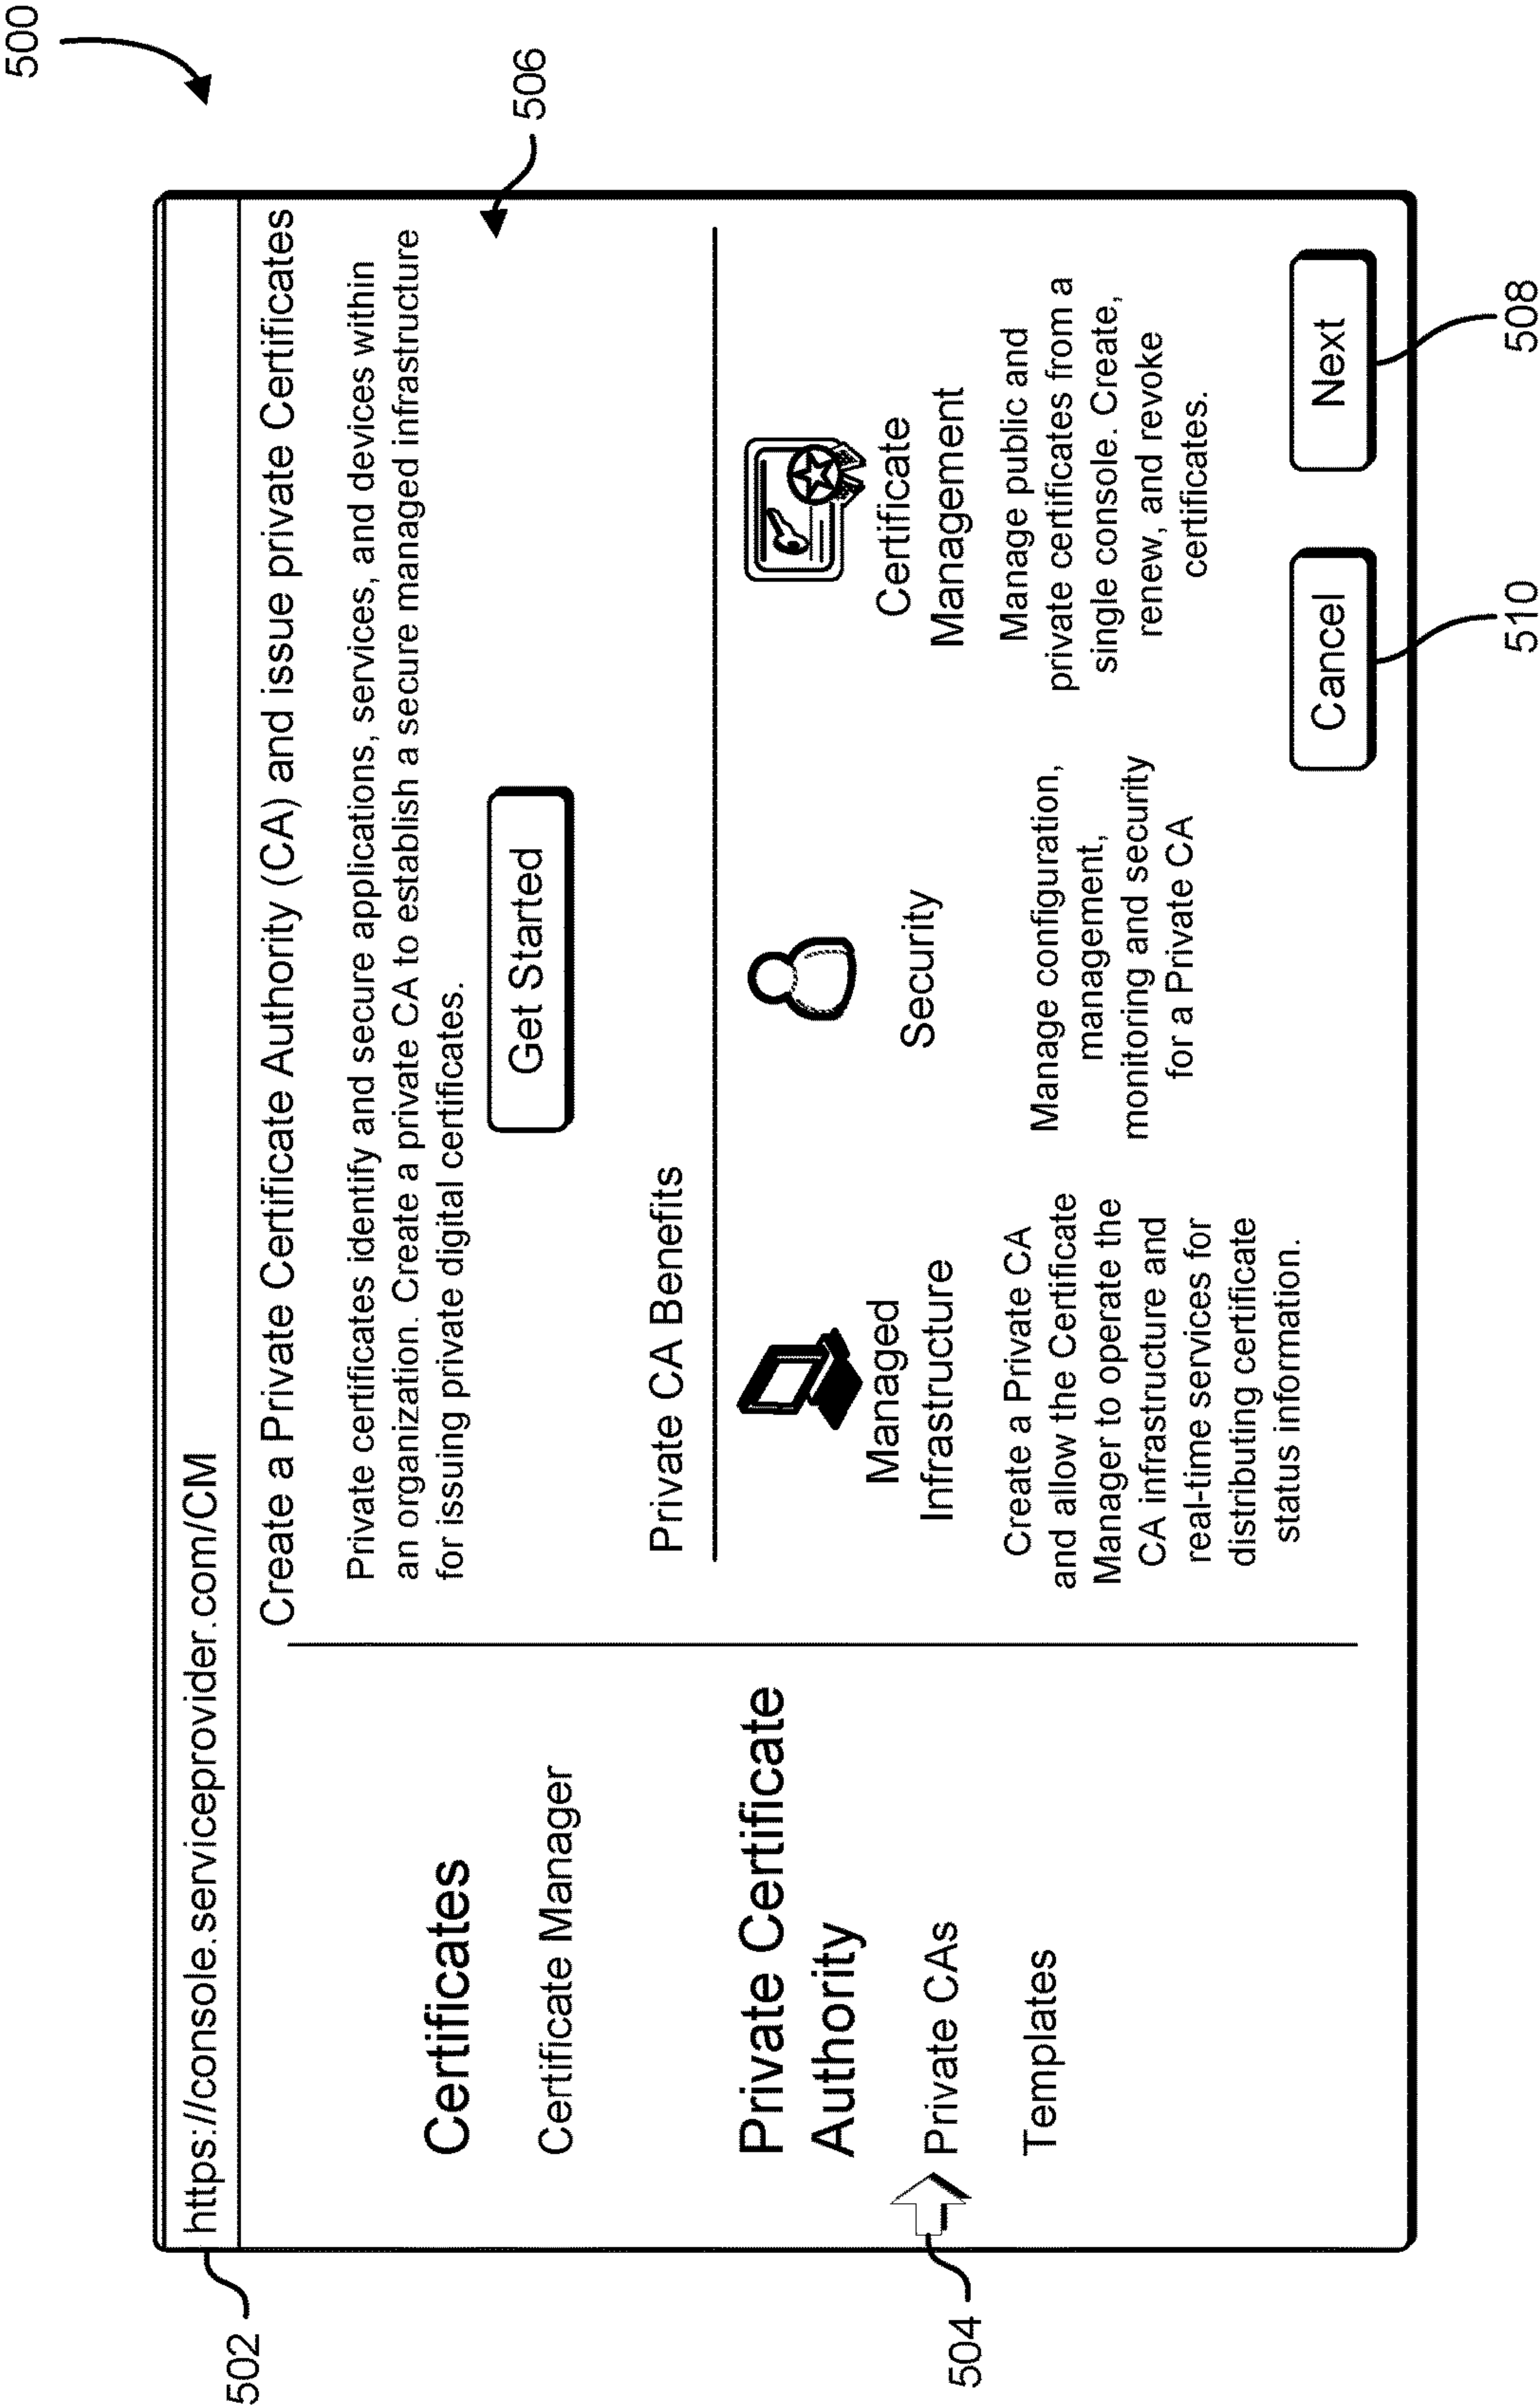 500
502
https://console.serviceprovider.com/CM
Certificates
Certificate Manager
Private Certificate
Authority
504
Private CAs
Templates
Create a Private Certificate Authority (CA) and issue private Certificates
Private certificates identify and secure applications, services, and devices within
an organization. Create a private CA to establish a secure managed infrastructure
for issuing private digital certificates.
506
Get Started
Private CA Benefits
Managed
Infrastructure
Create a Private CA
and allow the Certificate
Manager to operate the
CA infrastructure and
real-time services for
distributing certificate
status information.
Security
Manage configuration,
management,
monitoring and security
for a Private CA
Certificate
Management
Manage public and
private certificates from a
single console. Create,
renew, and revoke
certificates.
Cancel
Next
510
508